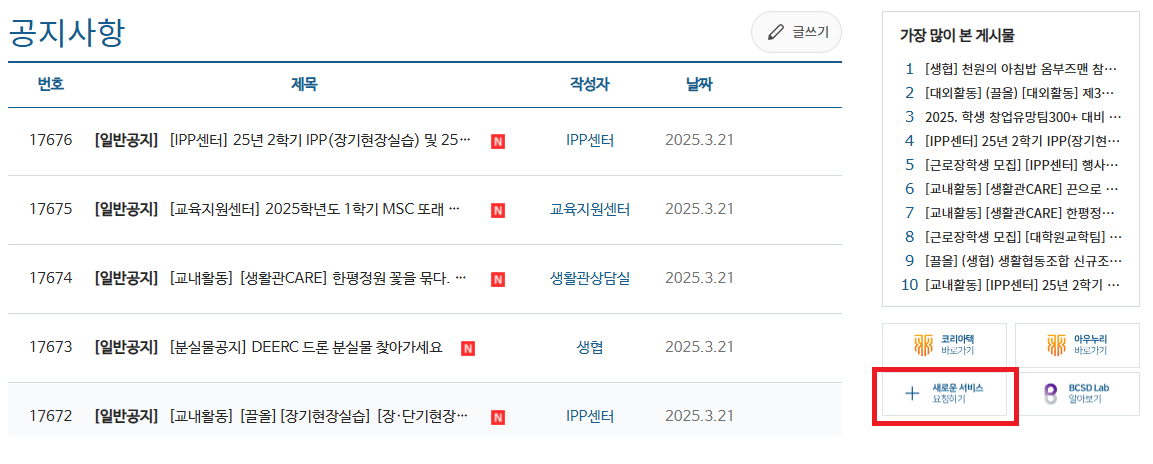 공지사항
글쓰기
번호 제목 작성자 날짜
17676 [일반공지] [IPP센터] 25년 2학기 IPP(장기현장실습) 및 25··· N IPP센터 2025.3.21
17675 [일반공지] [교육지원센터] 2025학년도 1학기 MSC 또래 ··· N 교육지원센터 2025.3.21
17674 [일반공지] [교내활동] [생활관CARE] 한평정원 꽃을 묶다. ··· N 생활관상담실 2025.3.21
17673 [일반공지] [분실물공지] DEERC 드론 분실물 찾아가세요 N 생협 2025.3.21
17672 [일반공지] [교내활동] [끌올] [장기현장실습] [장·단기현장··· N IPP센터 2025.3.21
가장 많이 본 게시물
1 [생협] 천원의 아침밥 옴부즈맨 참···
2 [대외활동] (끌올) [대외활동] 제3···
3 2025. 학생 창업유망팀300+ 대비 ···
4 [IPP센터] 25년 2학기 IPP(장기현···
5 [근로장학생 모집] [IPP센터] 행사···
6 [교내활동] [생활관CARE] 끈으로 ···
7 [교내활동] [생활관CARE] 한평정···
8 [근로장학생 모집] [대학원교학팀] ···
9 [끌올] (생협) 생활협동조합 신규조···
10 [교내활동] [IPP센터] 25년 2학기 ···
코리아텍
바로가기
아우누리
바로가기
새로운 서비스
요청하기
BCSD Lab
알아보기